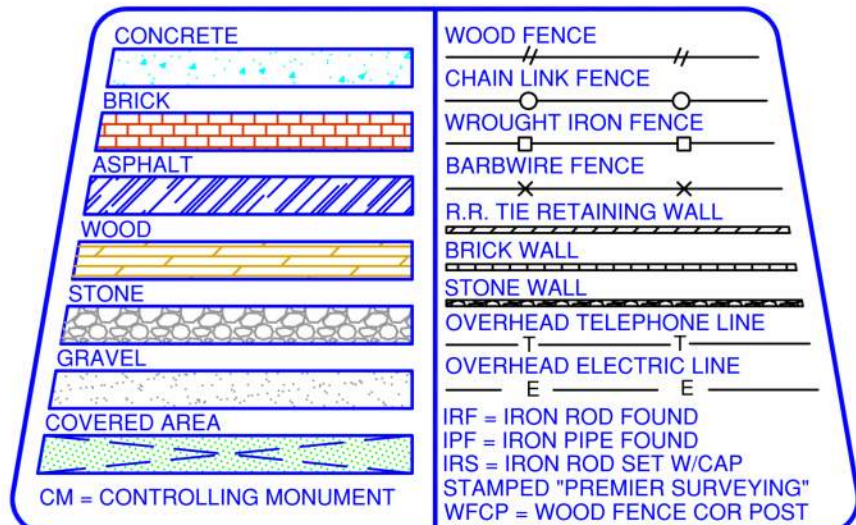 CONCRETE
BRICK
ASPHALT
WOOD
STONE
GRAVEL
COVERED AREA
CM = CONTROLLING MONUMENT
WOOD FENCE
CHAIN LINK FENCE
WROUGHT IRON FENCE
BARBWIRE FENCE
R.R. TIE RETAINING WALL
BRICK WALL
STONE WALL
OVERHEAD TELEPHONE LINE
T T
OVERHEAD ELECTRIC LINE
E E
IRF = IRON ROD FOUND
IPF = IRON PIPE FOUND
IRS = IRON ROD SET W/CAP
STAMPED "PREMIER SURVEYING"
WFCP = WOOD FENCE COR POST